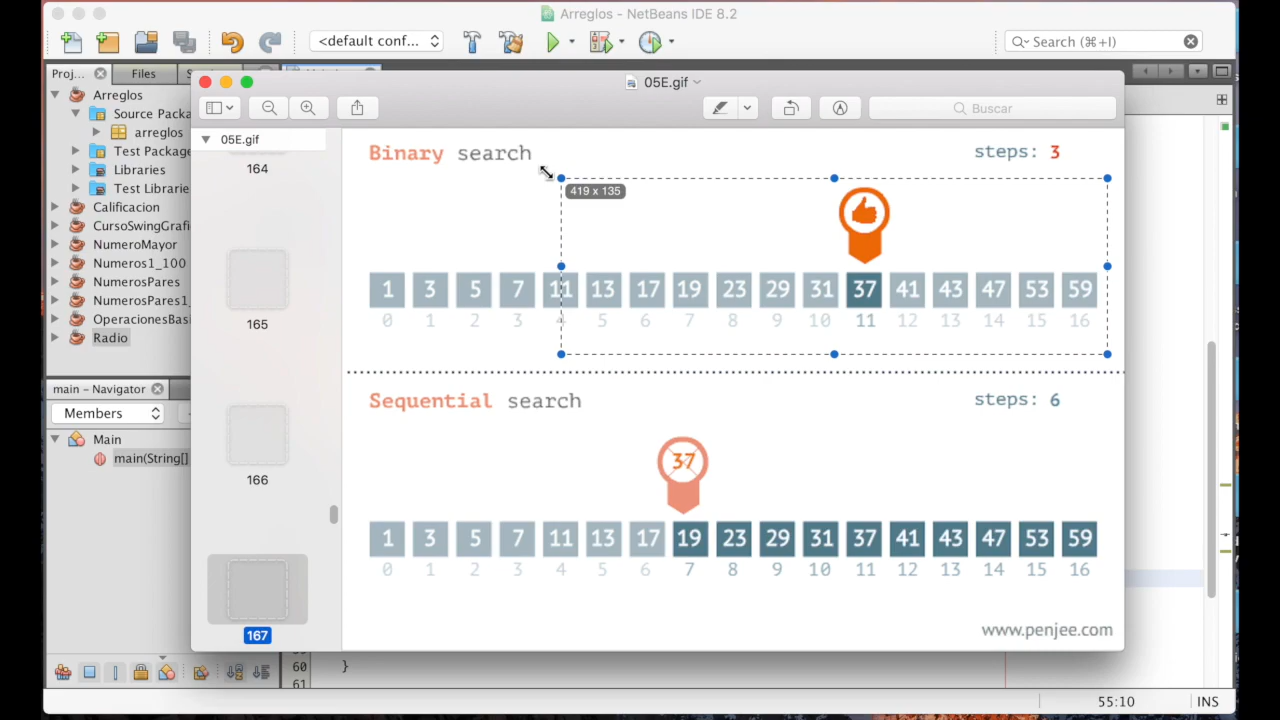 Arreglos - NetBeans IDE 8.2
<default conf...
Search (⌘+I)
Proj...
Files
Arreglos
Source Packa
arreglos
Test Package
Libraries
Test Librarie
Calificacion
CursoSwingGrafi
NumeroMayor
Numeros1_100
NumerosPares
NumerosPares1_
OperacionesBasi
Radio
main – Navigator
Members
Main
main(String[]
05E.gif
Buscar
05E.gif
164
165
166
167
Binary search
steps: 3
419 x 135
1 3 5 7 11 13 17 19 23 29 31 37 41 43 47 53 59
0 1 2 3 4 5 6 7 8 9 10 11 12 13 14 15 16
Sequential search
steps: 6
37
1 3 5 7 11 13 17 19 23 29 31 37 41 43 47 53 59
0 1 2 3 4 5 6 7 8 9 10 11 12 13 14 15 16
www.penjee.com
60 }
61
55:10
INS